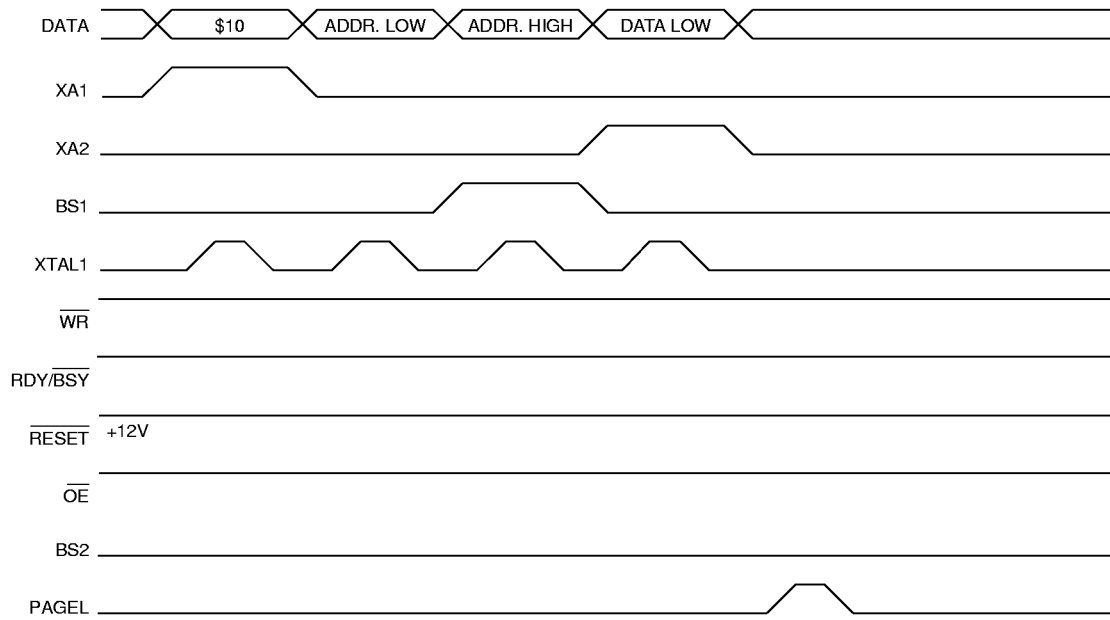 DATA $10 ADDR. LOW ADDR. HIGH DATA LOW
XA1
XA2
BS1
XTAL1
WR
RDY/BSY
RESET +12V
OE
BS2
PAGEL